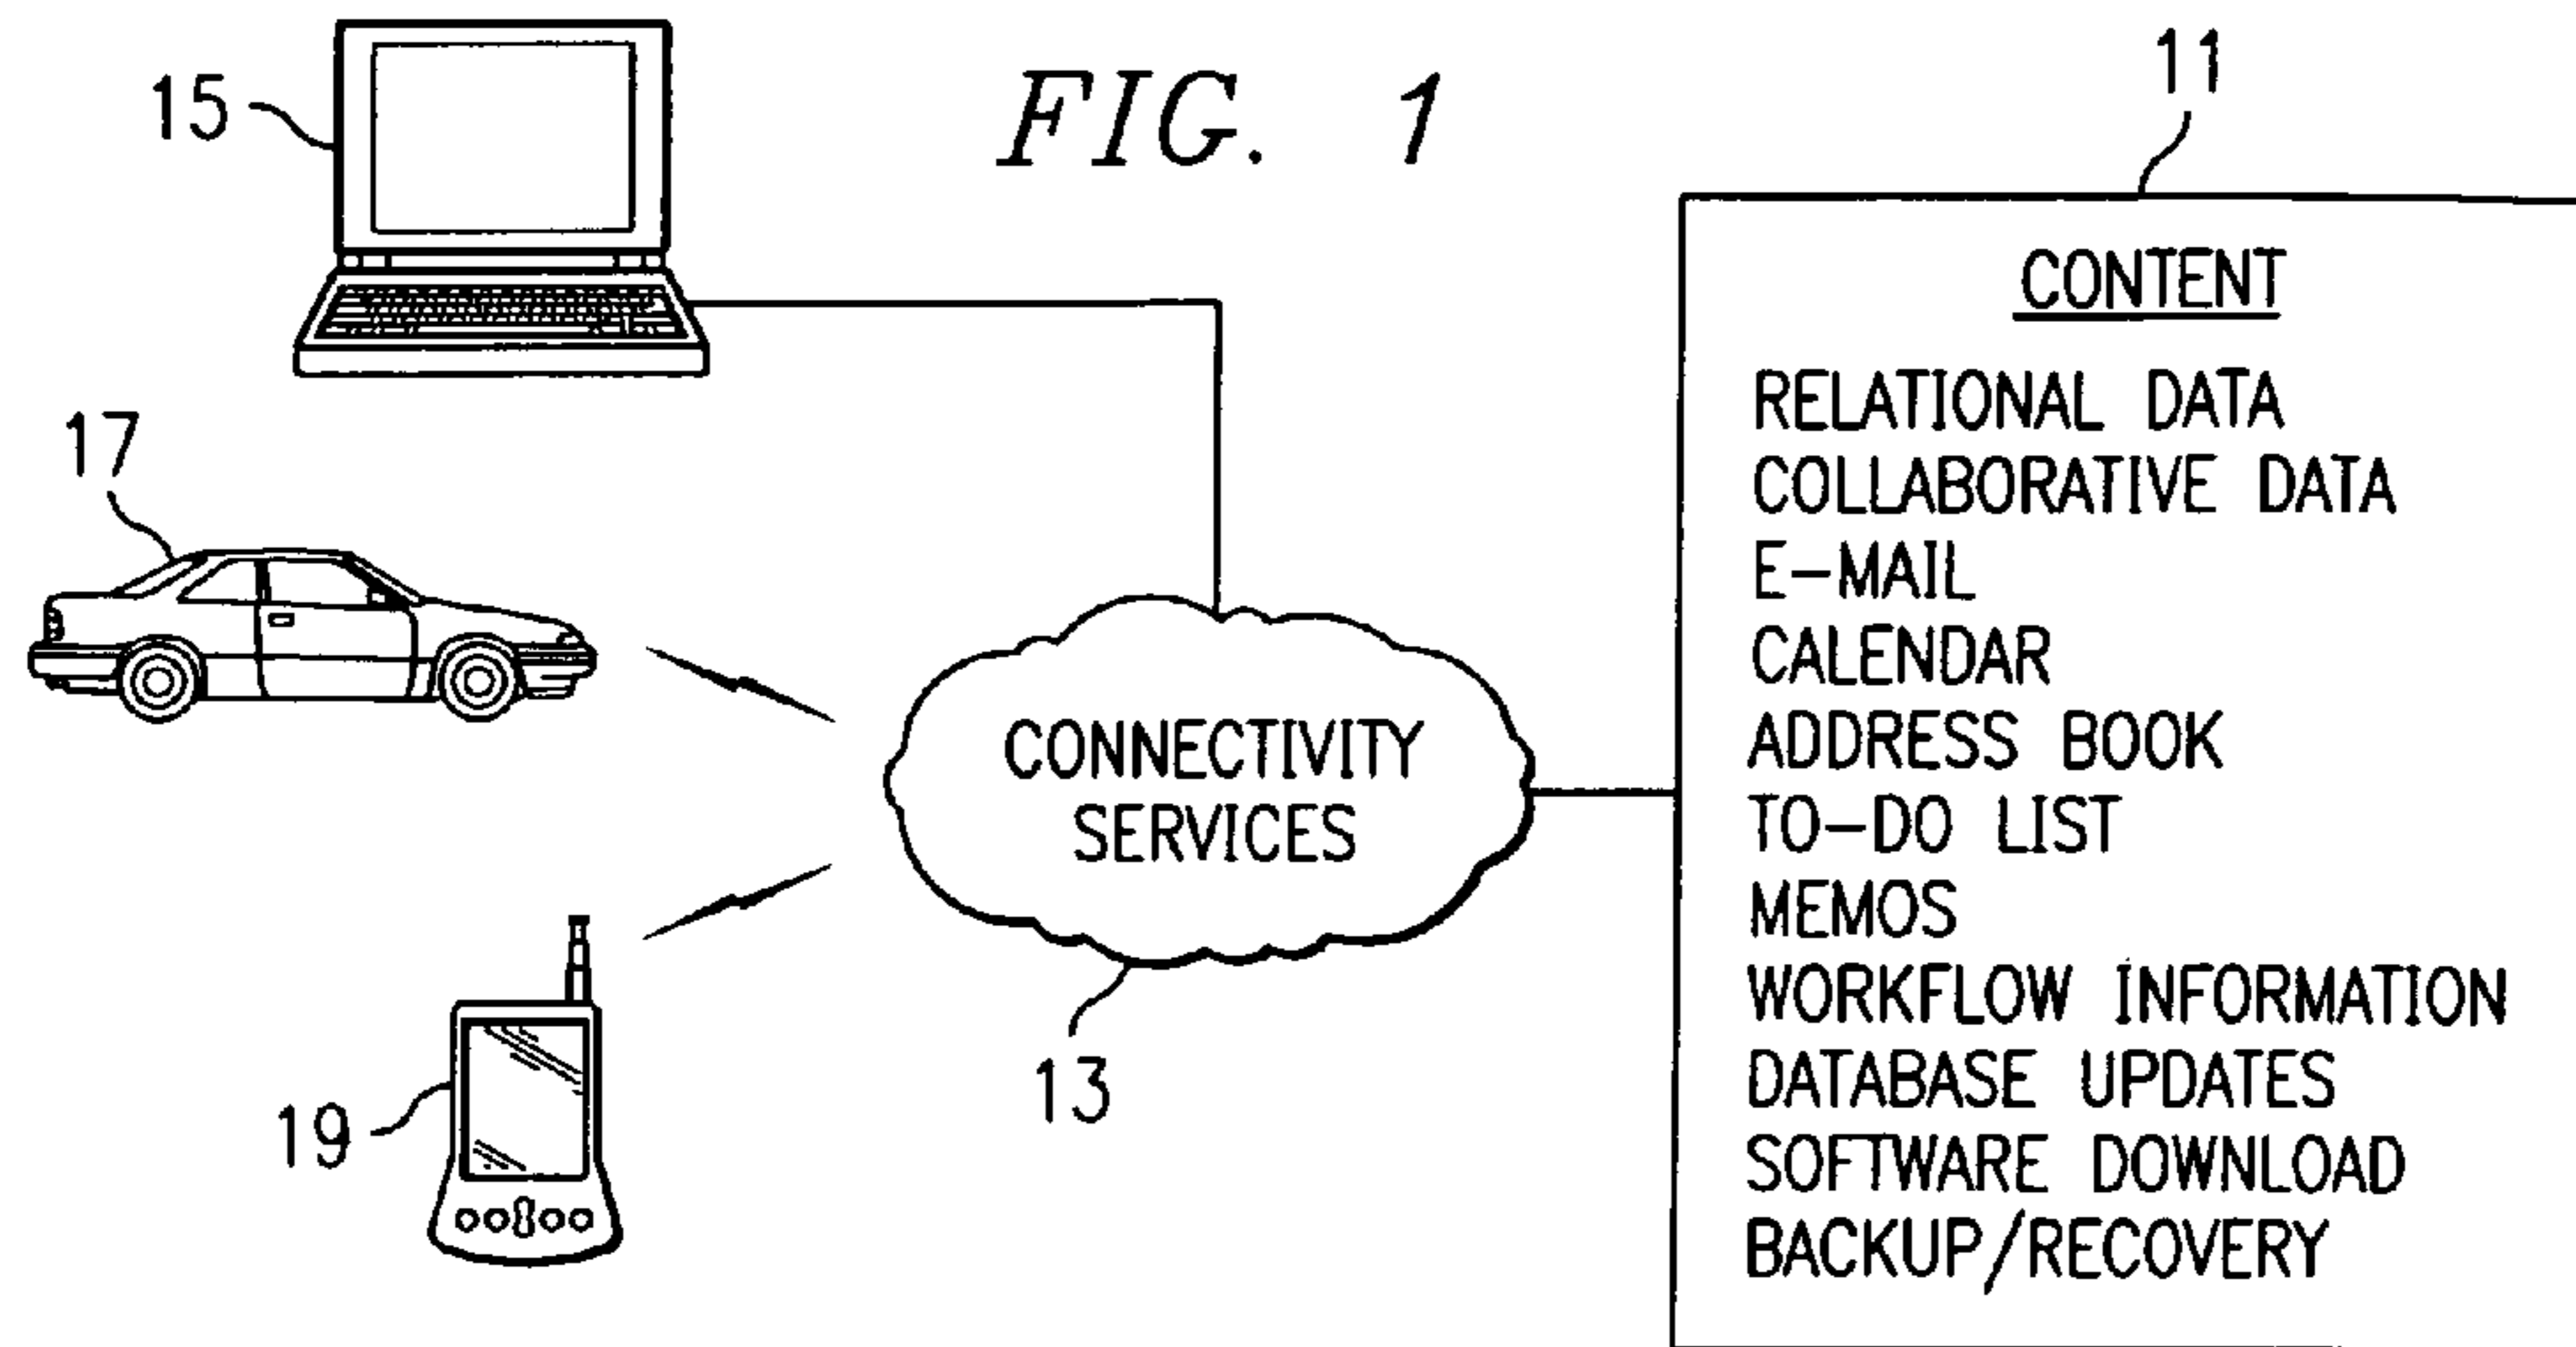 FIG. 1
15
11
17
19
13
CONNECTIVITY
SERVICES
CONTENT
RELATIONAL DATA
COLLABORATIVE DATA
E-MAIL
CALENDAR
ADDRESS BOOK
TO-DO LIST
MEMOS
WORKFLOW INFORMATION
DATABASE UPDATES
SOFTWARE DOWNLOAD
BACKUP/RECOVERY